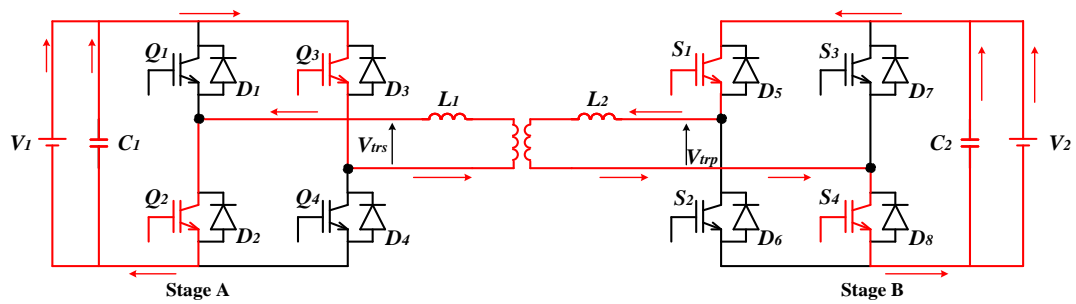 Q1
Q3
S1
S3
D1
D3
D5
D7
L1
L2
V1
C1
Vtrs
Vtrp
C2
V2
Q2
Q4
S2
S4
D2
D4
D6
D8
Stage A
Stage B